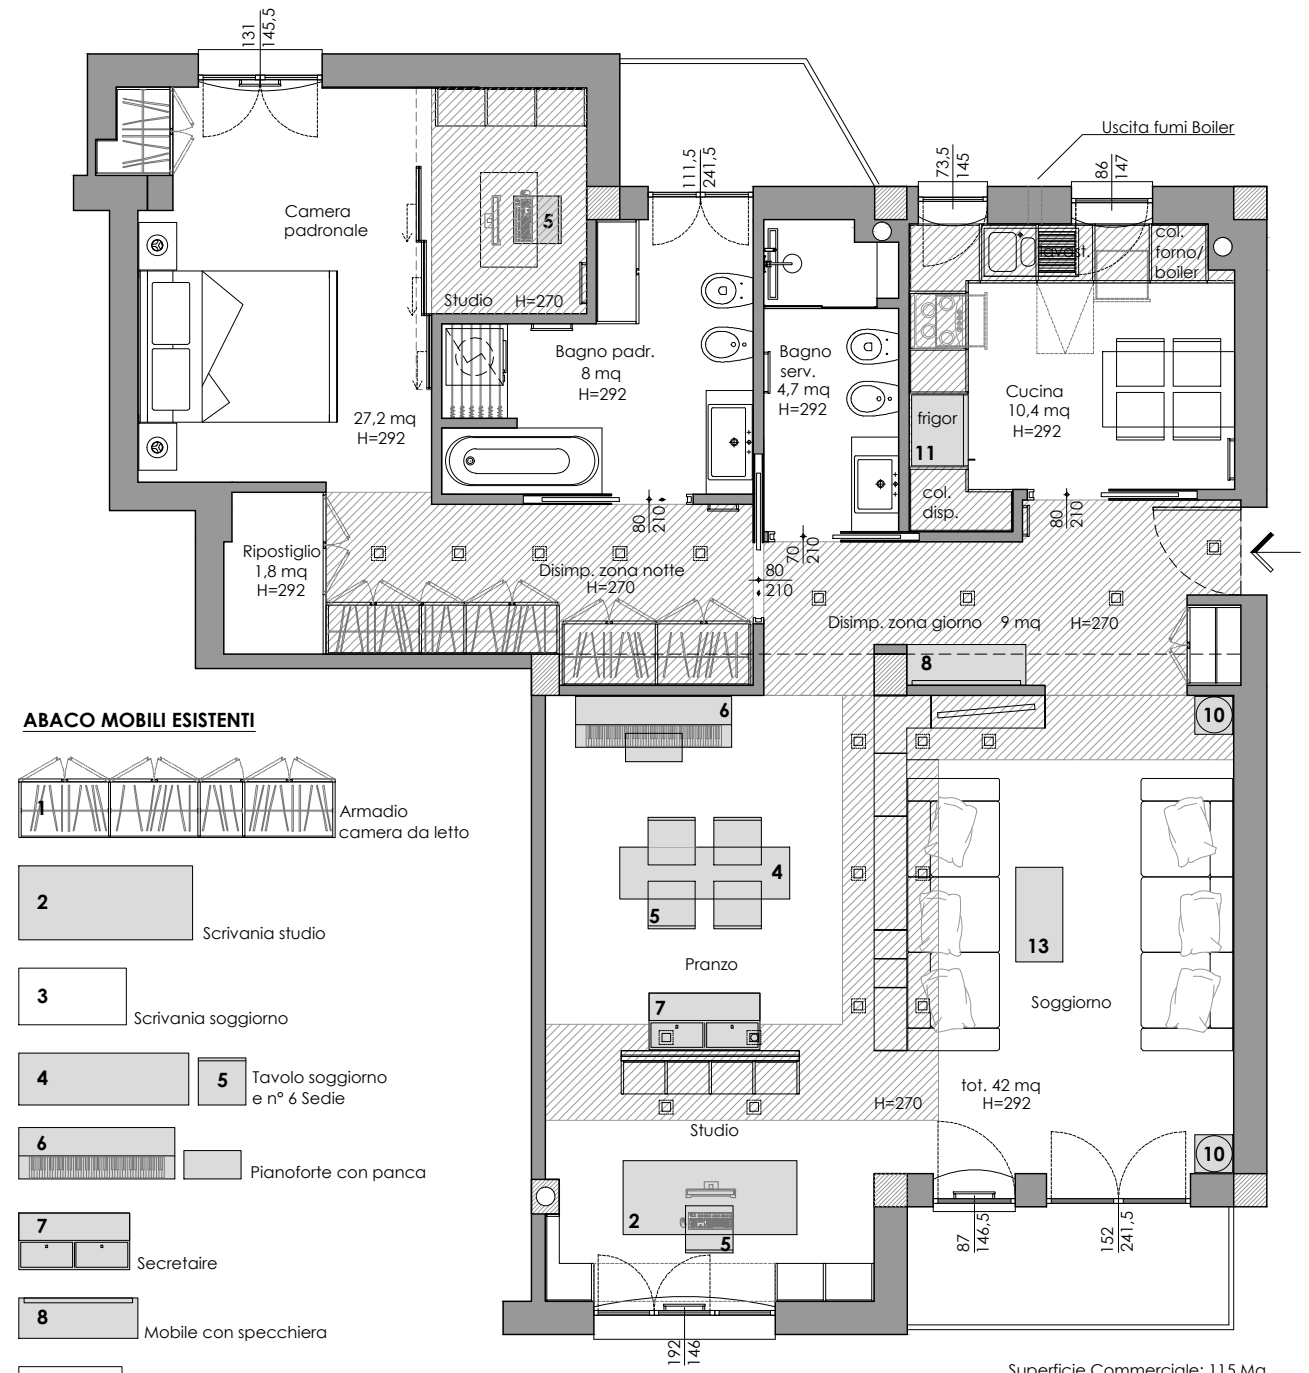 131
145,5
Uscita fumi Boiler
111,5
241,5
73,5
145
86
147
Camera
padronale
5
Studio H=270
lavast.
col.
forno/
boiler
Bagno padr.
8 mq
H=292
Bagno
serv.
4,7 mq
H=292
Cucina
10,4 mq
H=292
27,2 mq
H=292
frigor
11
col.
disp.
80
210
70
210
80
210
80
210
Ripostiglio
1,8 mq
H=292
Disimp. zona notte
H=270
Disimp. zona giorno 9 mq H=270
8
6
10
ABACO MOBILI ESISTENTI
1
Armadio
camera da letto
4
5
2
Scrivania studio
13
Pranzo
7
Soggiorno
3
Scrivania soggiorno
4
5
Tavolo soggiorno
e n° 6 Sedie
tot. 42 mq
H=292
H=270
Studio
10
6
Pianoforte con panca
2
5
7
Secretaire
87
146,5
152
241,5
8
Mobile con specchiera
192
146
Superficie Commerciale: 115 Mq